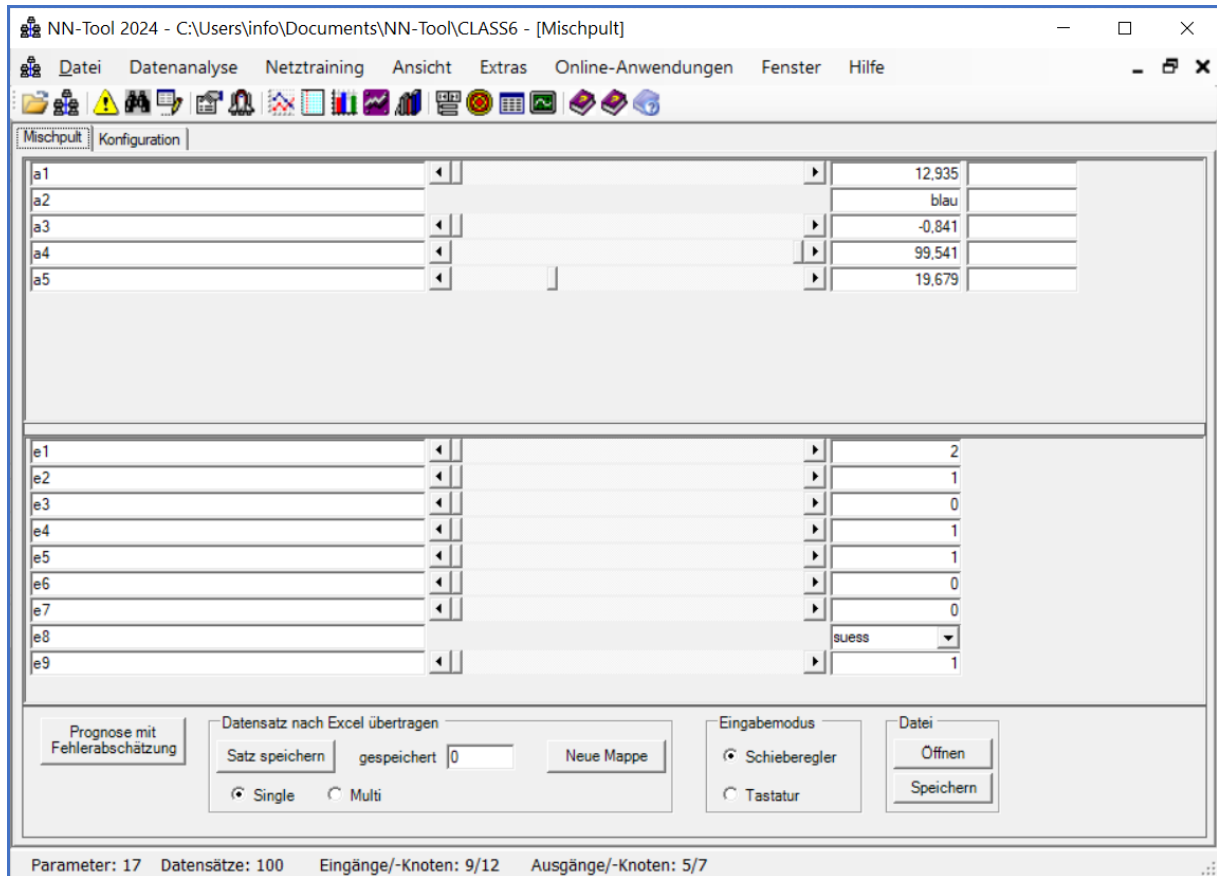 NN-Tool 2024 - C:\Users\info\Documents\NN-Tool\CLASS6 - [Mischpult]
Datei Datenanalyse Netztraining Ansicht Extras Online-Anwendungen Fenster Hilfe
Mischpult Konfiguration
a1 12,935
a2 blau
a3 -0,841
a4 99,541
a5 19,679
e1 2
e2 1
e3 0
e4 1
e5 1
e6 0
e7 0
e8 suess
e9 1
Prognose mit
Fehlerabschätzung
Datensatz nach Excel übertragen
Satz speichern gespeichert 0 Neue Mappe
Single Multi
Eingabemodus
Schieberegler
Tastatur
Datei
Öffnen
Speichern
Parameter: 17 Datensätze: 100 Eingänge/-Knoten: 9/12 Ausgänge/-Knoten: 5/7